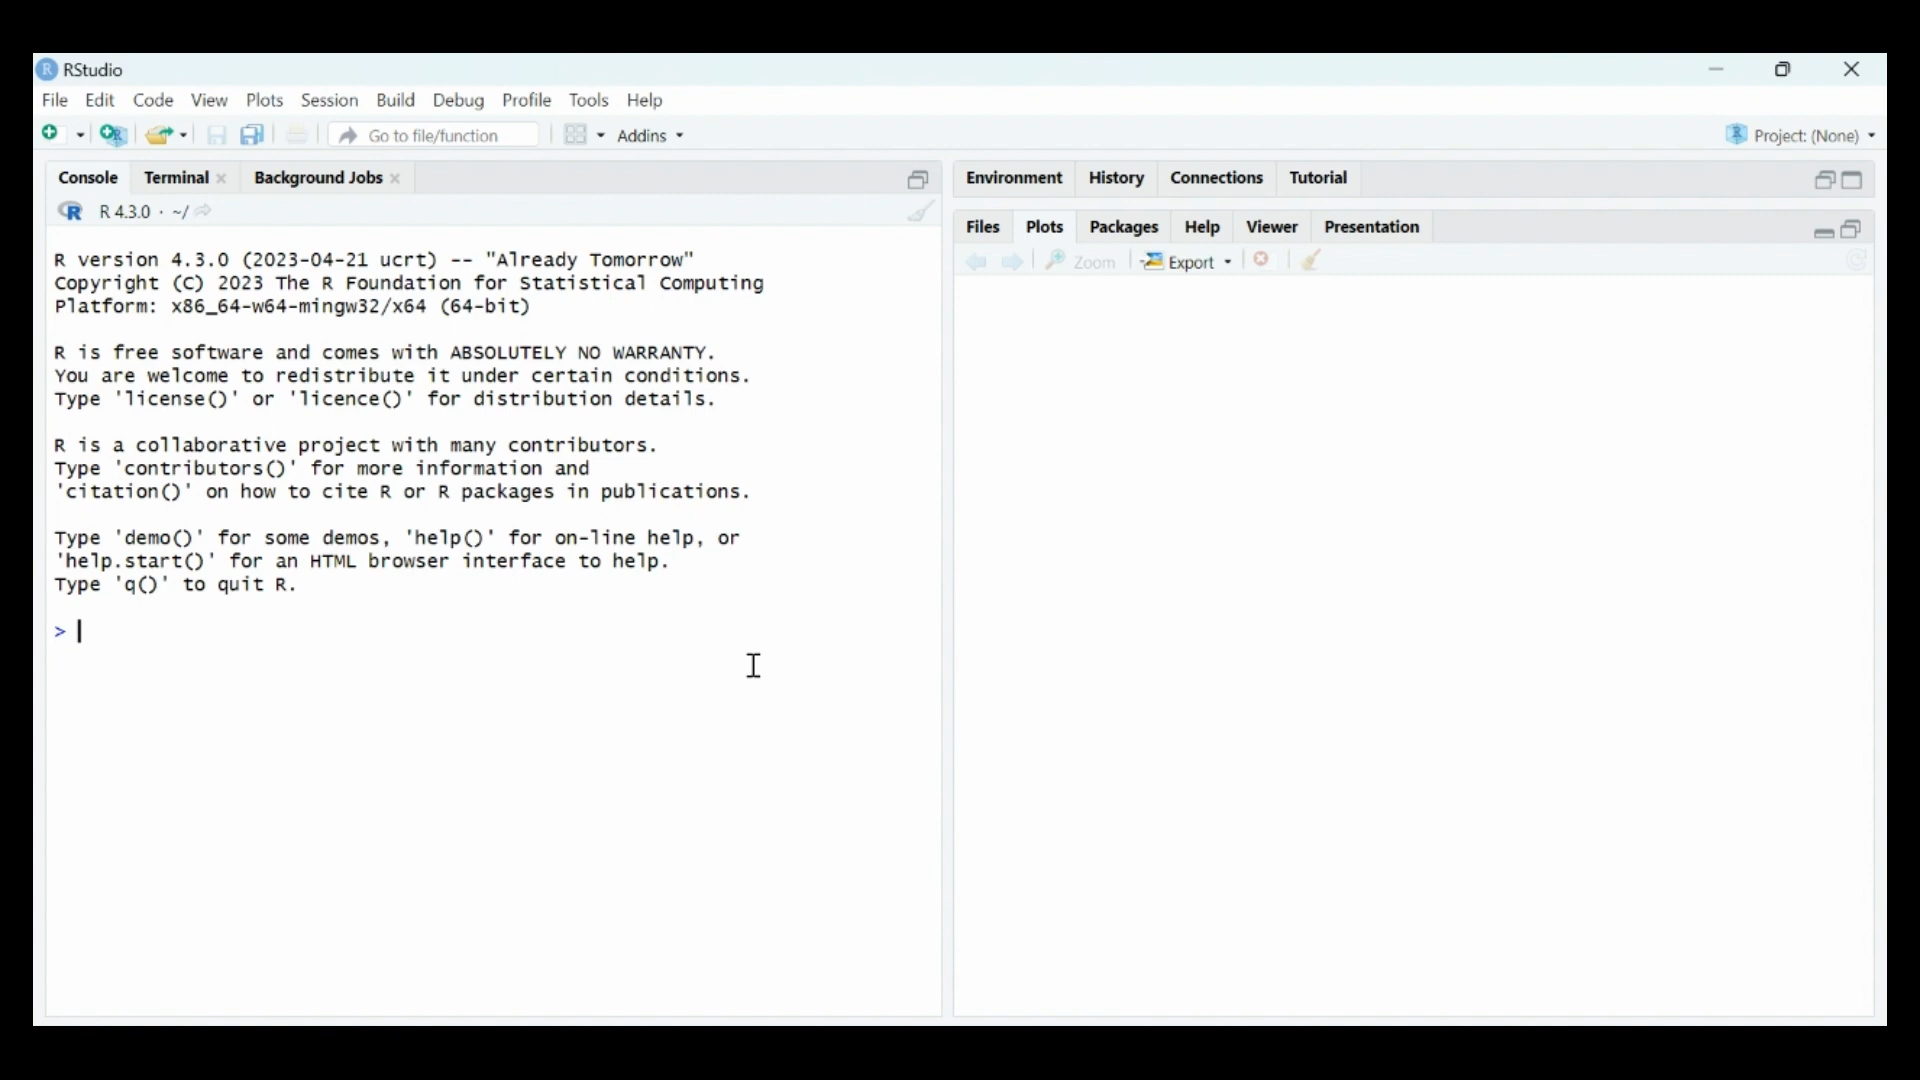 R RStudio
File Edit Code View Plots Session Build Debug Profile Tools Help
Go to file/function Addins Project: (None)
Console Terminal Background Jobs
R R 4.3.0 · ~/
R version 4.3.0 (2023-04-21 ucrt) -- "Already Tomorrow"
Copyright (C) 2023 The R Foundation for Statistical Computing
Platform: x86_64-w64-mingw32/x64 (64-bit)
R is free software and comes with ABSOLUTELY NO WARRANTY.
You are welcome to redistribute it under certain conditions.
Type 'license()' or 'licence()' for distribution details.
R is a collaborative project with many contributors.
Type 'contributors()' for more information and
'citation()' on how to cite R or R packages in publications.
Type 'demo()' for some demos, 'help()' for on-line help, or
'help.start()' for an HTML browser interface to help.
Type 'q()' to quit R.
>
Environment History Connections Tutorial
Files Plots Packages Help Viewer Presentation
Zoom Export